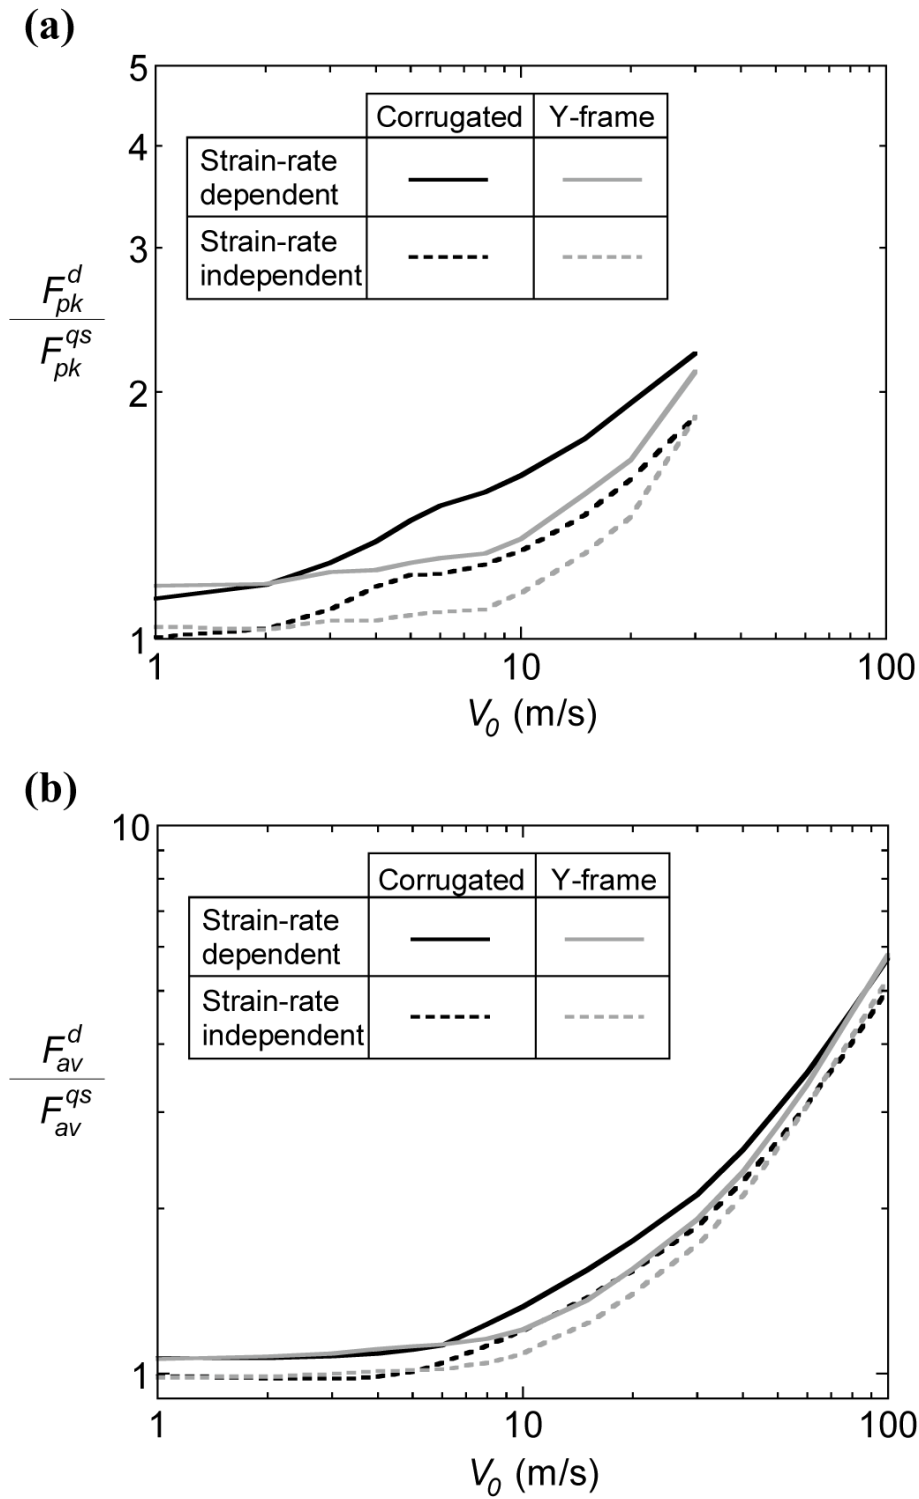 (a)
5
4
3
2
1
F_pk^d
F_pk^qs
Corrugated Y-frame
Strain-rate
dependent
Strain-rate
independent
1 10 100
V_0 (m/s)
(b)
10
1
F_av^d
F_av^qs
Corrugated Y-frame
Strain-rate
dependent
Strain-rate
independent
1 10 100
V_0 (m/s)